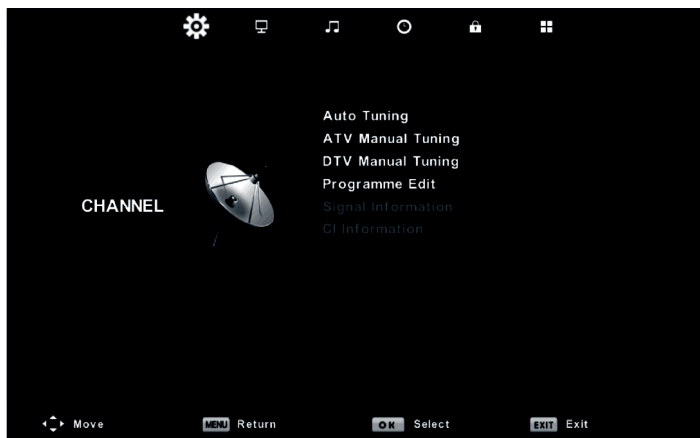 Auto Tuning
ATV Manual Tuning
DTV Manual Tuning
Programme Edit
CHANNEL
Signal Information
CI Information
Move
MENU Return
OK Select
EXIT Exit